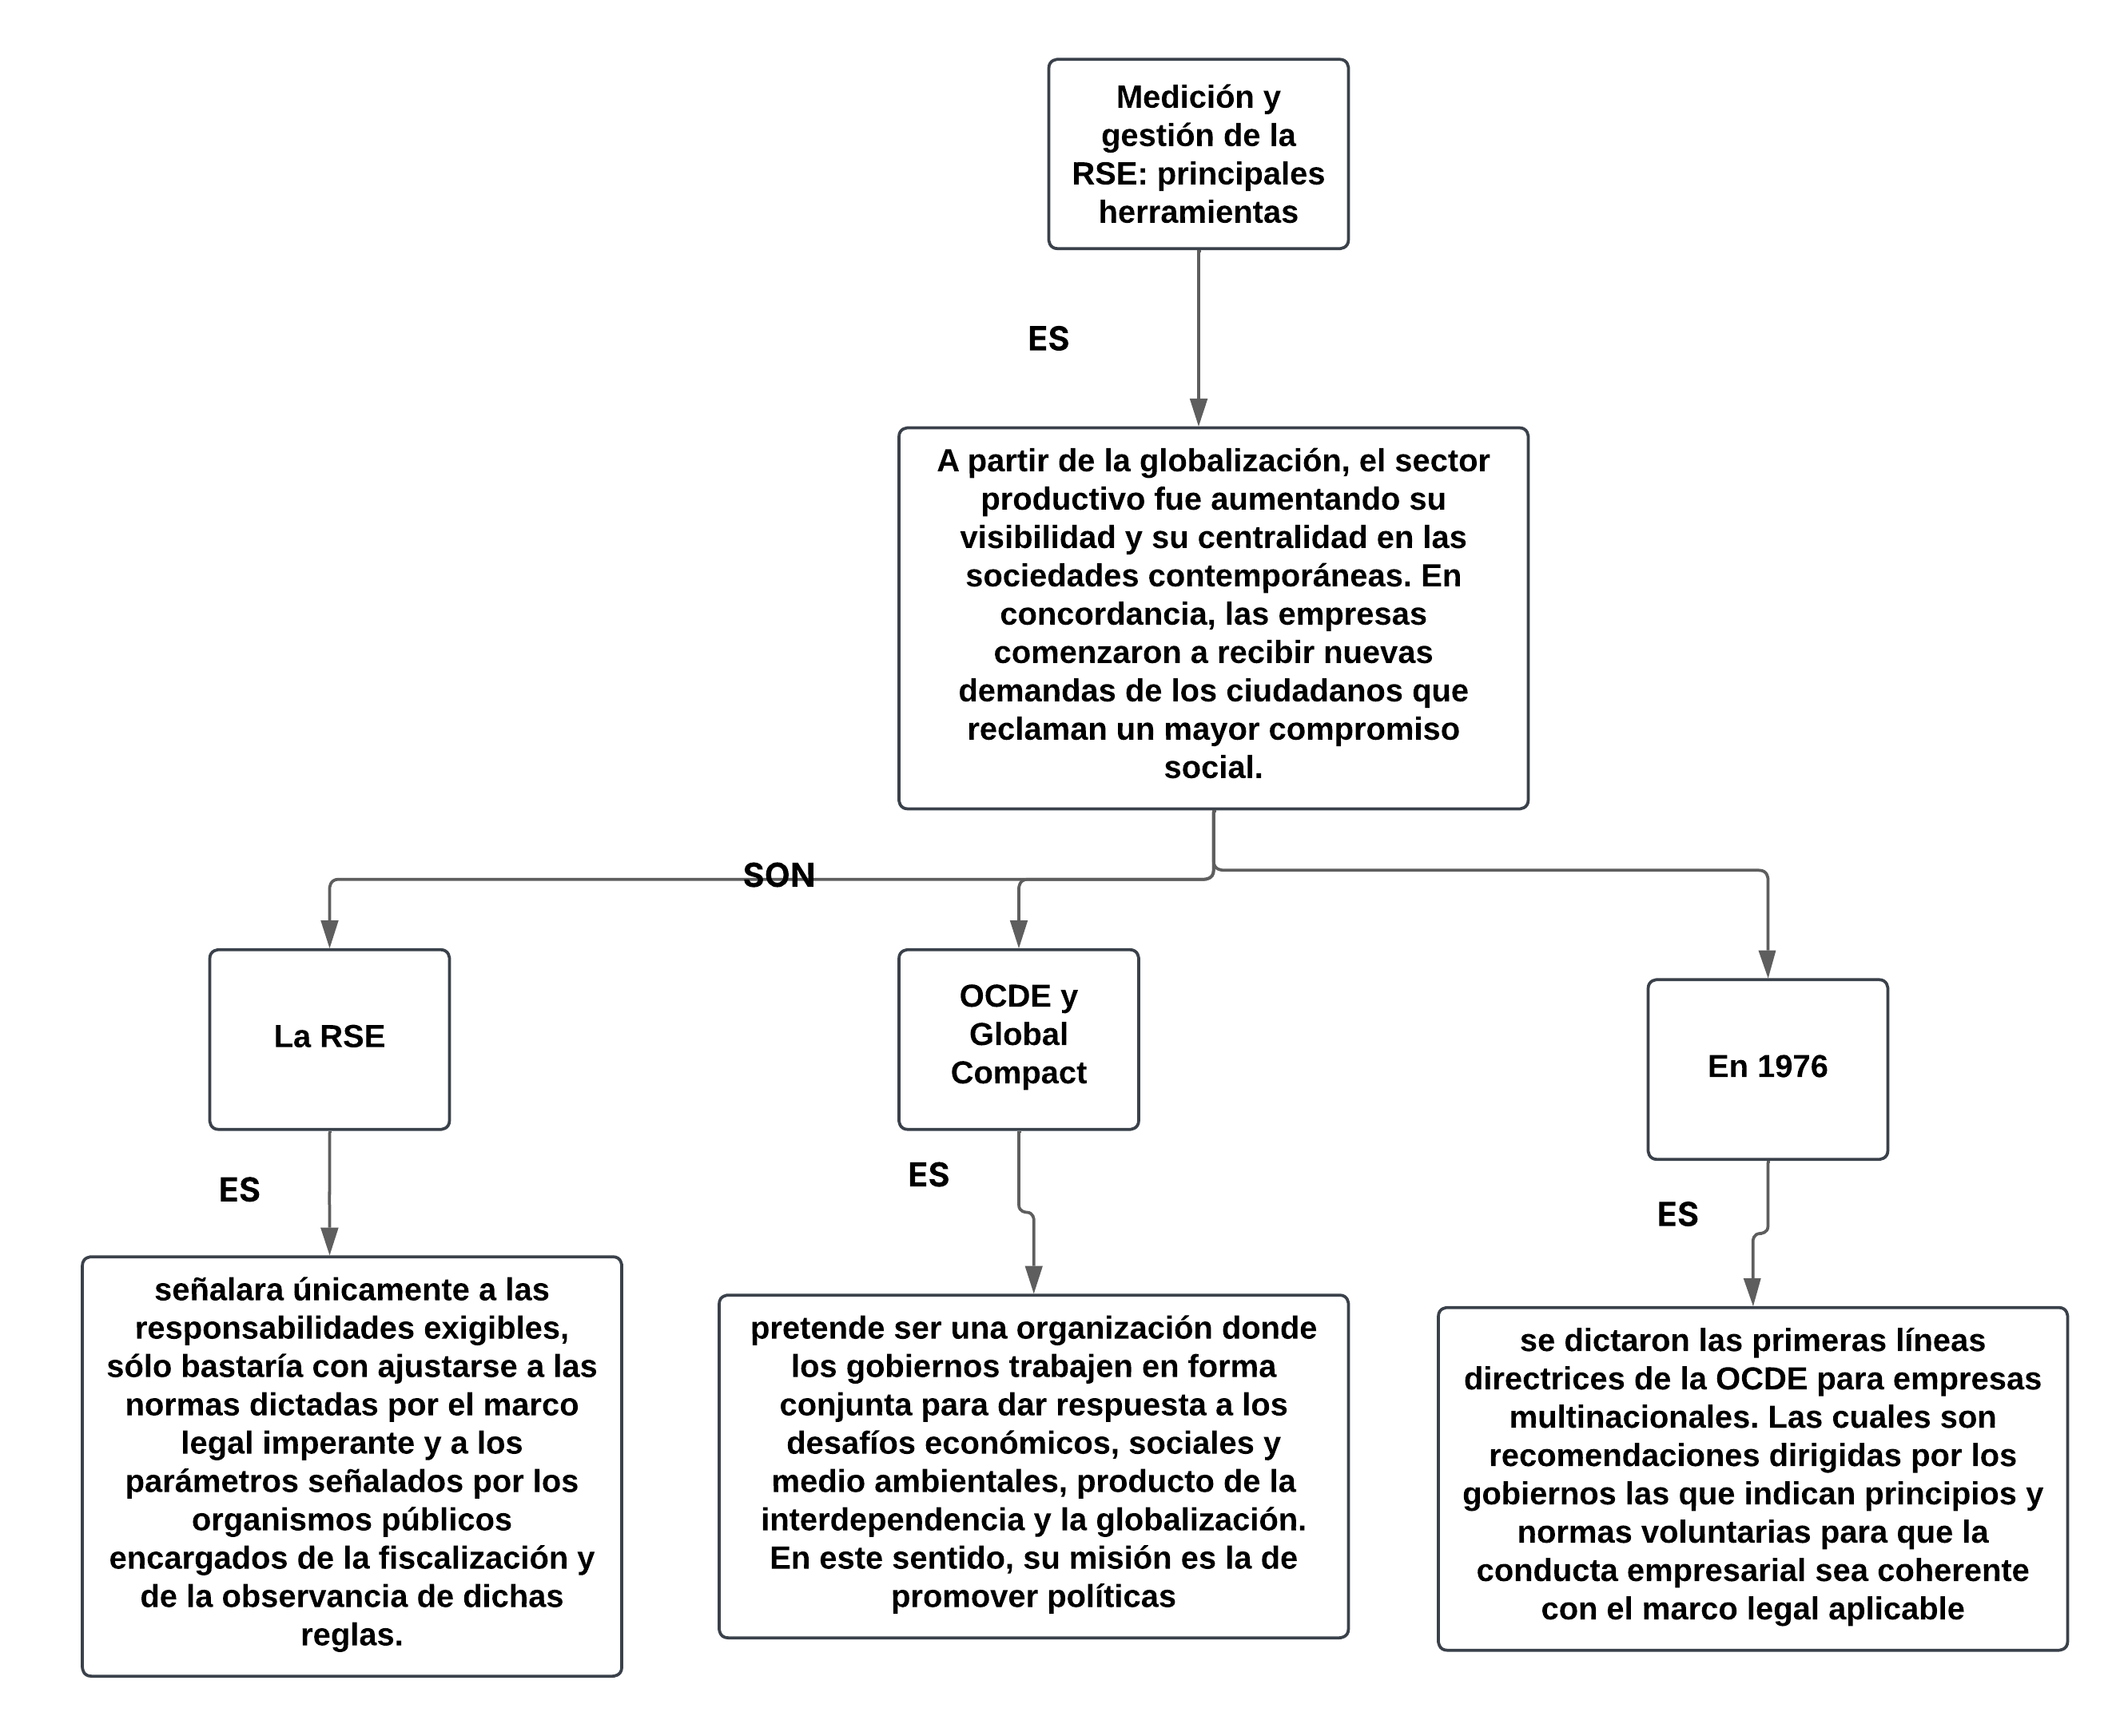 Medición y
gestión de la
RSE: principales
herramientas
ES
A partir de la globalización, el sector
productivo fue aumentando su
visibilidad y su centralidad en las
sociedades contemporáneas. En
concordancia, las empresas
comenzaron a recibir nuevas
demandas de los ciudadanos que
reclaman un mayor compromiso
social.
SON
La RSE
OCDE y
Global
Compact
En 1976
ES
ES
ES
señalara únicamente a las
responsabilidades exigibles,
sólo bastaría con ajustarse a las
normas dictadas por el marco
legal imperante y a los
parámetros señalados por los
organismos públicos
encargados de la fiscalización y
de la observancia de dichas
reglas.
pretende ser una organización donde
los gobiernos trabajen en forma
conjunta para dar respuesta a los
desafíos económicos, sociales y
medio ambientales, producto de la
interdependencia y la globalización.
En este sentido, su misión es la de
promover políticas
se dictaron las primeras líneas
directrices de la OCDE para empresas
multinacionales. Las cuales son
recomendaciones dirigidas por los
gobiernos las que indican principios y
normas voluntarias para que la
conducta empresarial sea coherente
con el marco legal aplicable